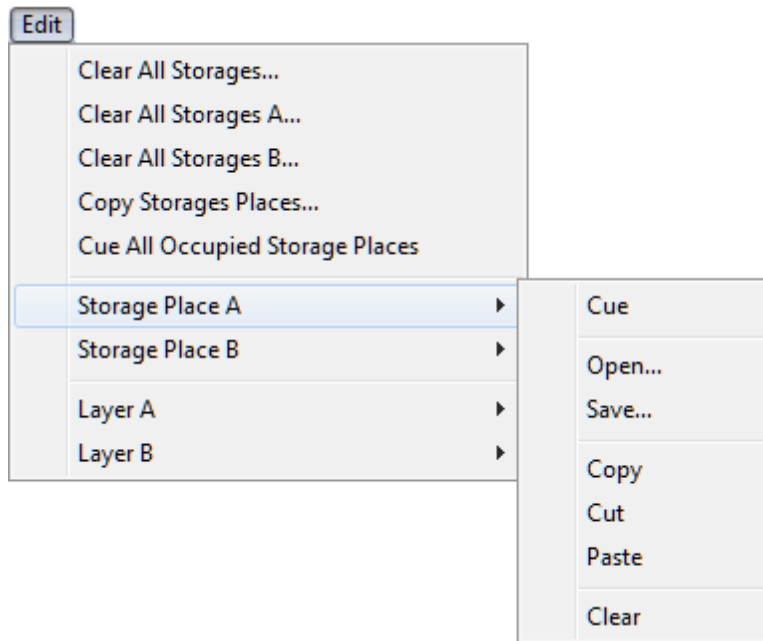 Edit
Clear All Storages...
Clear All Storages A...
Clear All Storages B...
Copy Storages Places...
Cue All Occupied Storage Places
Storage Place A
Storage Place B
Layer A
Layer B
Cue
Open...
Save...
Copy
Cut
Paste
Clear